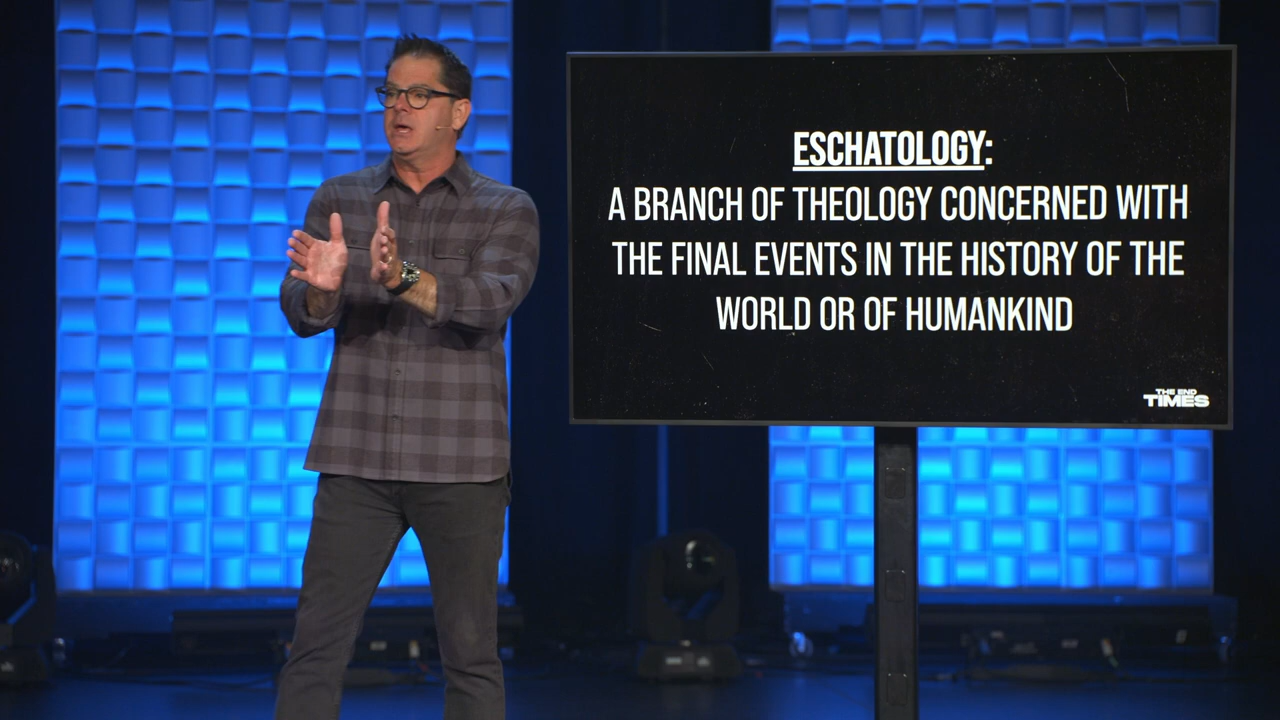 ESCHATOLOGY:
A BRANCH OF THEOLOGY CONCERNED WITH
THE FINAL EVENTS IN THE HISTORY OF THE
WORLD OR OF HUMANKIND
THE END
TIMES